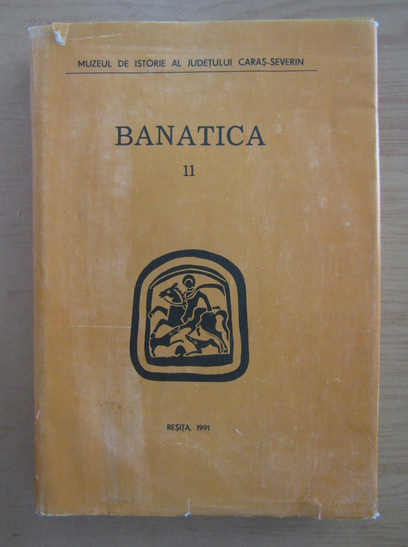 MUZEUL DE ISTORIE AL JUDEȚULUI CARAȘ-SEVERIN
BANATICA
11
REȘIȚA, 1991